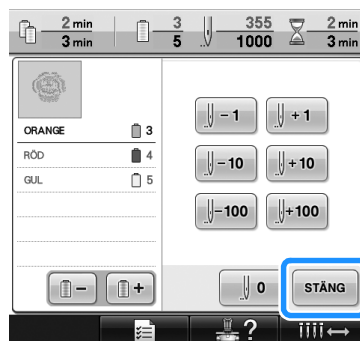 2 min 3 355 2 min
3 min 5 1000 3 min
ORANGE 3
RÖD 4
GUL 5
- 1 + 1
- 10 + 10
-100 +100
- + 0 STÄNG
?